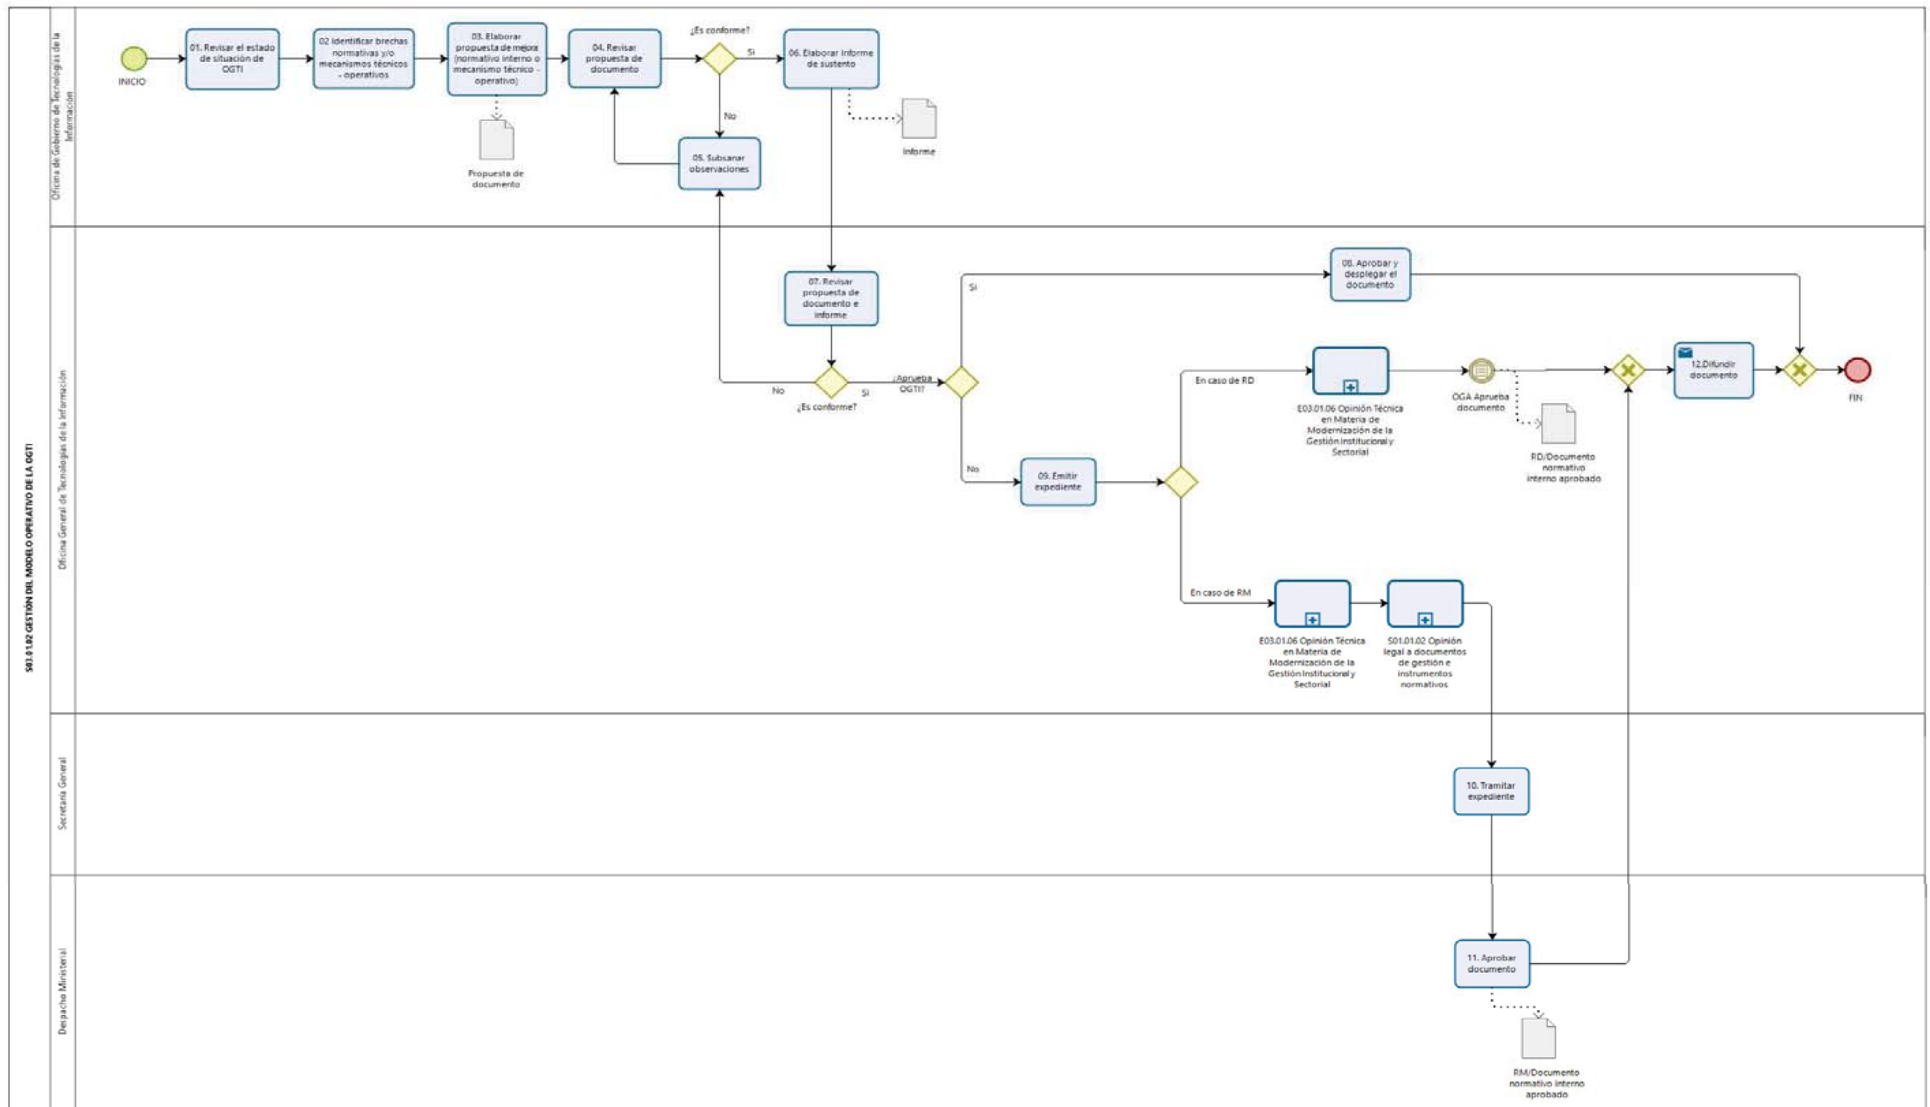 S03.01.02 GESTIÓN DEL MODELO OPERATIVO DE LA OGTI
Oficina de Gobierno de Tecnologías de la
Información
INICIO
01. Revisar el estado
de situación de
OGTI
02 Identificar brechas
normativas y/o
mecanismos técnicos
- operativos
03. Elaborar
propuesta de mejora
(normativo interno o
mecanismo técnico -
operativo)
Propuesta de
documento
04. Revisar
propuesta de
documento
¿Es conforme?
Si
No
05. Subsanar
observaciones
06. Elaborar Informe
de sustento
Informe
Oficina General de Tecnologías de la Información
07. Revisar
propuesta de
documento e
informe
No
Si
¿Es conforme?
¿Aprueba
OGTI?
Si
No
08. Aprobar y
desplegar el
documento
09. Emitir
expediente
En caso de RD
E03.01.06 Opinión Técnica
en Materia de
Modernización de la
Gestión Institucional y
Sectorial
OGA Aprueba
documento
RD/Documento
normativo
interno aprobado
12.Difundir
documento
FIN
En caso de RM
E03.01.06 Opinión Técnica
en Materia de
Modernización de la
Gestión Institucional y
Sectorial
S01.01.02 Opinión
legal a documentos
de gestión e
instrumentos
normativos
Secretaría General
10. Tramitar
expediente
Despacho Ministerial
11. Aprobar
documento
RM/Documento
normativo interno
aprobado